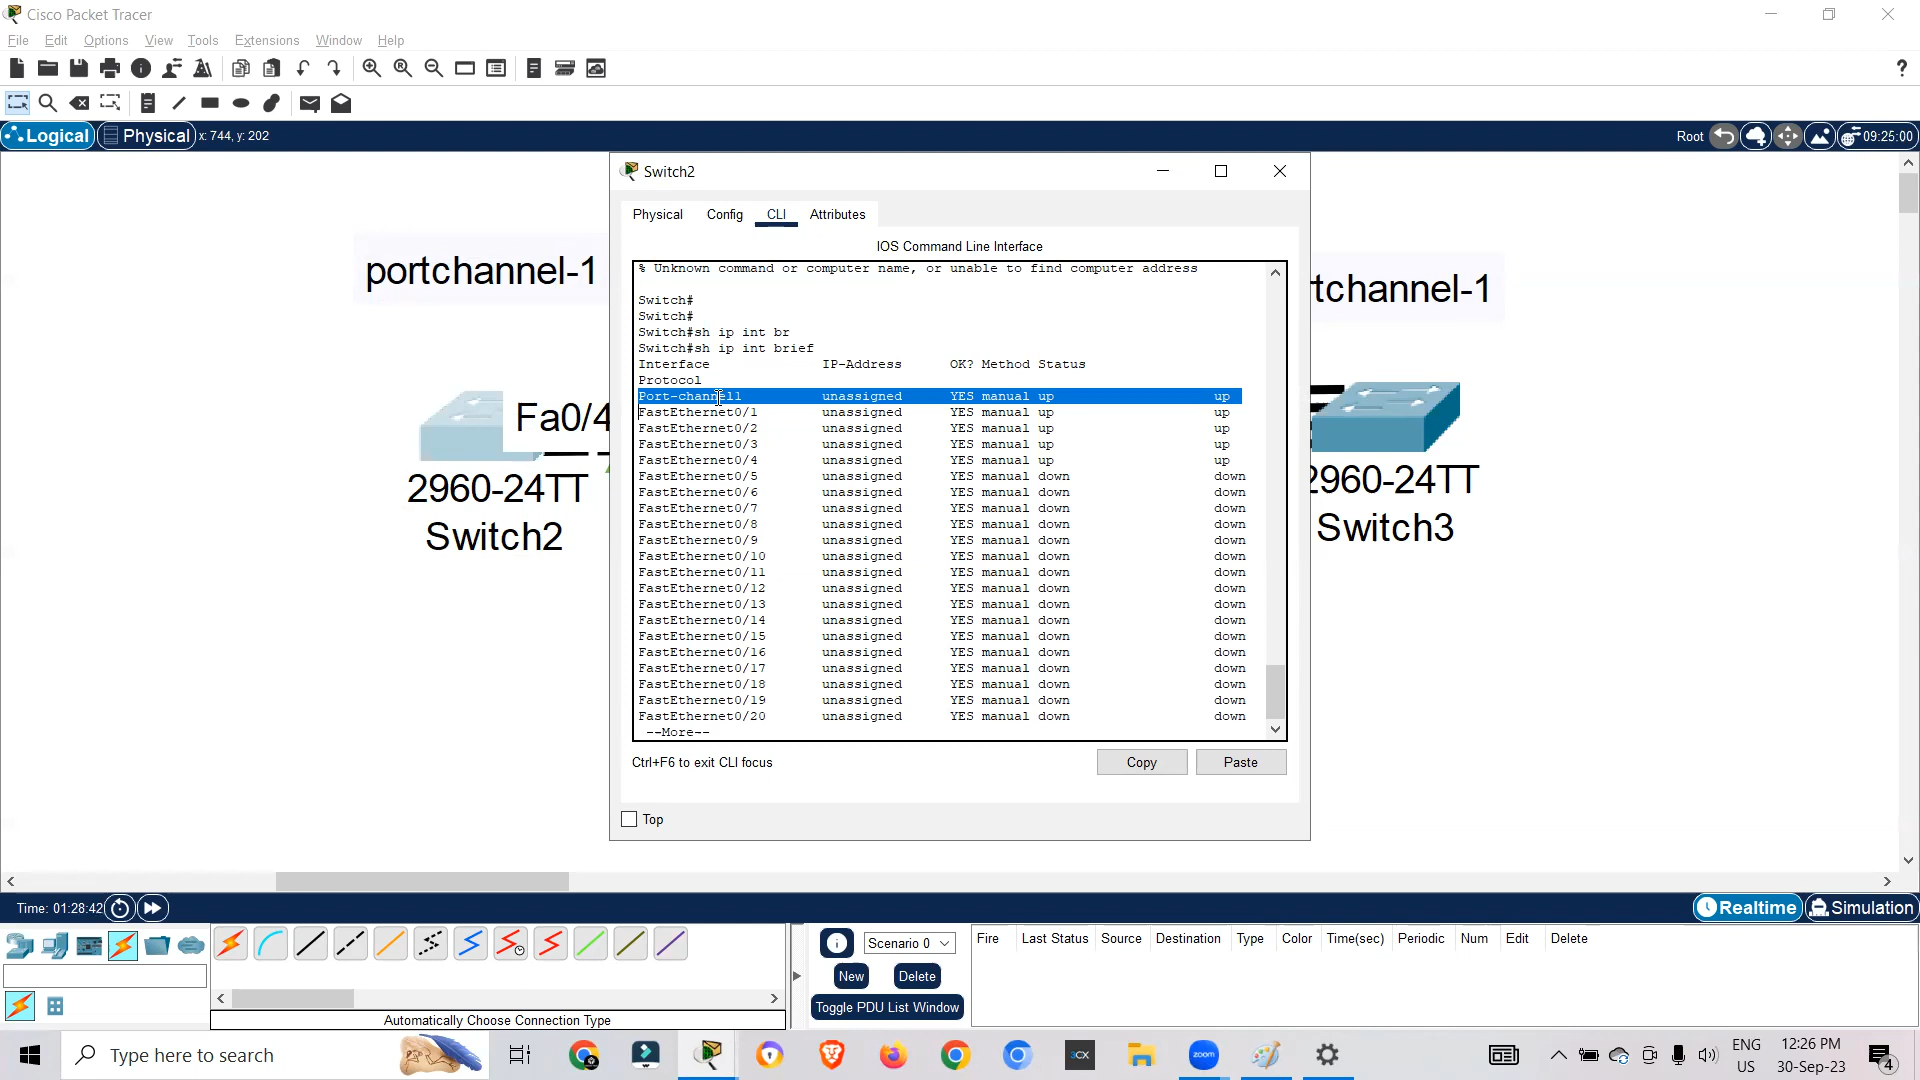 Cisco Packet Tracer
File Edit Options View Tools Extensions Window Help
Logical Physical x: 744, y: 202 Root 09:25:00
Switch2
Physical Config CLI Attributes
IOS Command Line Interface
% Unknown command or computer name, or unable to find computer address
Switch#
Switch#
Switch#sh ip int br
Switch#sh ip int brief
Interface IP-Address OK? Method Status
Protocol
Port-channel1 unassigned YES manual up up
FastEthernet0/1 unassigned YES manual up up
FastEthernet0/2 unassigned YES manual up up
FastEthernet0/3 unassigned YES manual up up
FastEthernet0/4 unassigned YES manual up up
FastEthernet0/5 unassigned YES manual down down
FastEthernet0/6 unassigned YES manual down down
FastEthernet0/7 unassigned YES manual down down
FastEthernet0/8 unassigned YES manual down down
FastEthernet0/9 unassigned YES manual down down
FastEthernet0/10 unassigned YES manual down down
FastEthernet0/11 unassigned YES manual down down
FastEthernet0/12 unassigned YES manual down down
FastEthernet0/13 unassigned YES manual down down
FastEthernet0/14 unassigned YES manual down down
FastEthernet0/15 unassigned YES manual down down
FastEthernet0/16 unassigned YES manual down down
FastEthernet0/17 unassigned YES manual down down
FastEthernet0/18 unassigned YES manual down down
FastEthernet0/19 unassigned YES manual down down
FastEthernet0/20 unassigned YES manual down down
--More--
Ctrl+F6 to exit CLI focus Copy Paste
Top
portchannel-1
Fa0/4
2960-24TT
Switch2
tchannel-1
2960-24TT
Switch3
Time: 01:28:42 Realtime Simulation
Scenario 0
New Delete
Toggle PDU List Window
Fire Last Status Source Destination Type Color Time(sec) Periodic Num Edit Delete
Automatically Choose Connection Type
Type here to search
3CX
zoom
ENG
US
12:26 PM
30-Sep-23
4